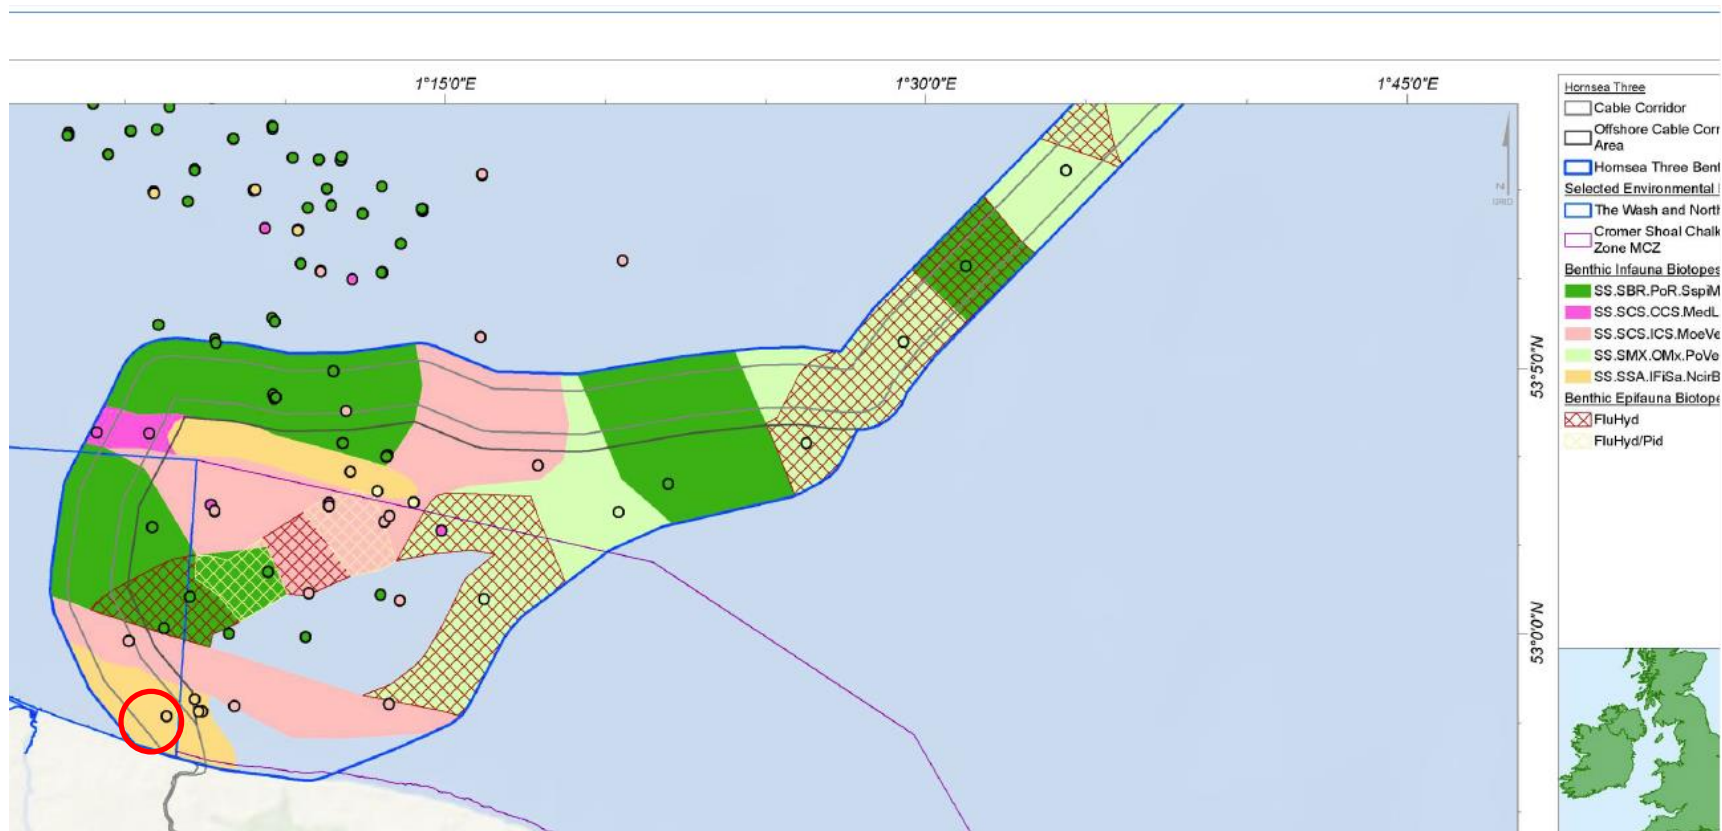 1°15'0"E
1°30'0"E
1°45'0"E
53°5'0"N
53°0'0"N
N
GRID
Hornsea Three
Cable Corridor
Offshore Cable Corr
Area
Hornsea Three Bent
Selected Environmental
The Wash and North
Cromer Shoal Chalk
Zone MCZ
Benthic Infauna Biotopes
SS.SBR.PoR.SspiM
SS.SCS.CCS.MedL
SS.SCS.ICS.MoeVe
SS.SMX.OMx.PoVe
SS.SSA.IFiSa.NcirB
Benthic Epifauna Biotope
FluHyd
FluHyd/Pid